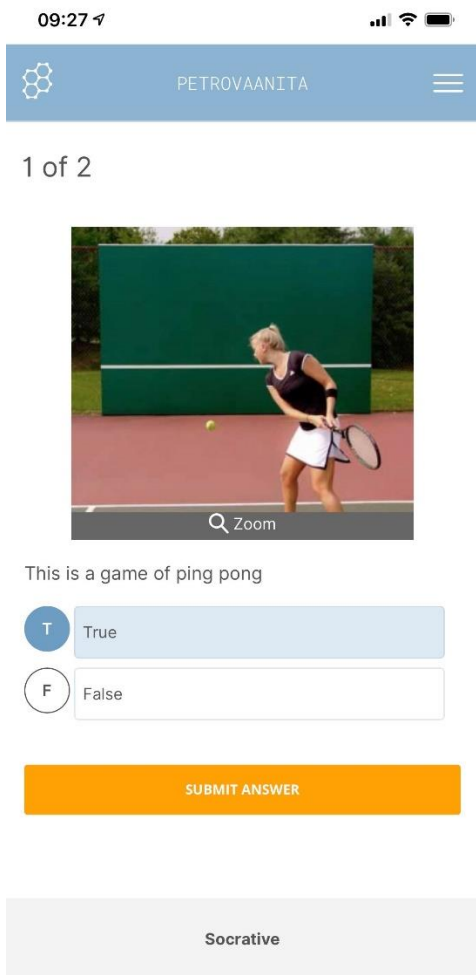 09:27
PETROVAANITA
1 of 2
Zoom
This is a game of ping pong
T True
F False
SUBMIT ANSWER
Socrative